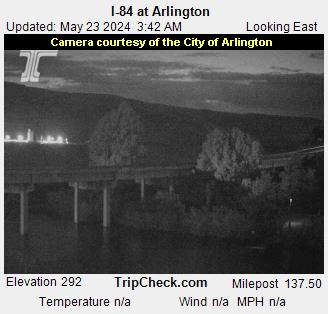 I-84 at Arlington
Updated: May 23 2024 3:42 AM Looking East
Camera courtesy of the City of Arlington
Elevation 292 TripCheck.com Milepost 137.50
Temperature n/a Wind n/a MPH n/a